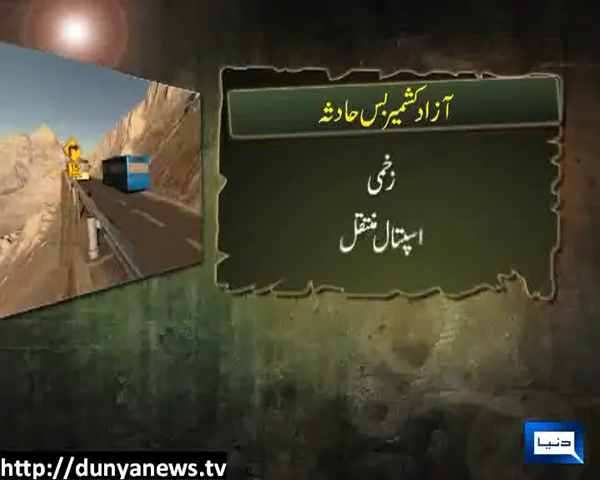 آزاد کشمیر بس حادثہ
زخمی
اسپتال منتقل
دنیا
http://dunyanews.tv